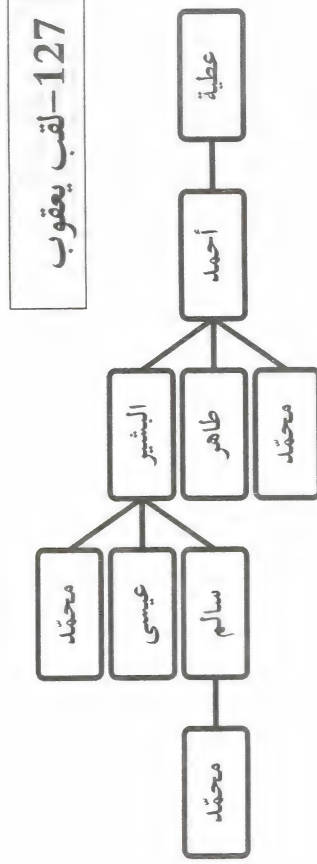 127-لقب يعقوب
عطية
أحمد
البشير
طاهر
محمّد
محمّد
عيسى
سالم
محمّد